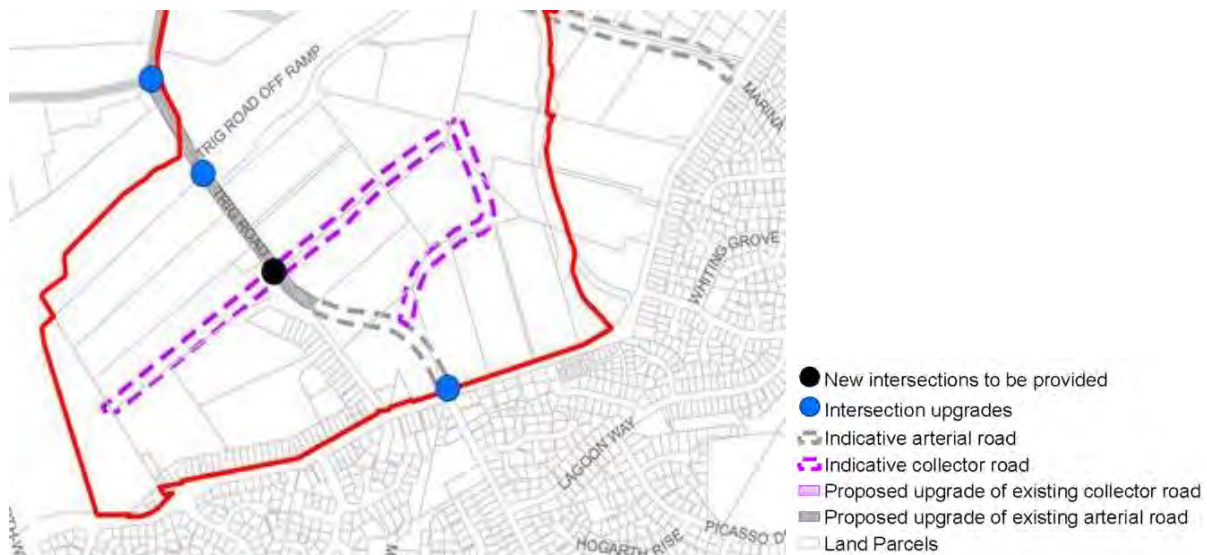 TRIG ROAD OFF RAMP
MARINA
TRIG ROAD
WHITING GROVE
LAGOON WAY
PICASSO D
HOGARTH RISE
New intersections to be provided
Intersection upgrades
Indicative arterial road
Indicative collector road
Proposed upgrade of existing collector road
Proposed upgrade of existing arterial road
Land Parcels